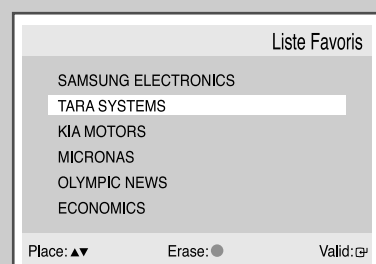 Liste Favoris
SAMSUNG ELECTRONICS
TARA SYSTEMS
KIA MOTORS
MICRONAS
OLYMPIC NEWS
ECONOMICS
Place: ▲▼ Erase: ● Valid: